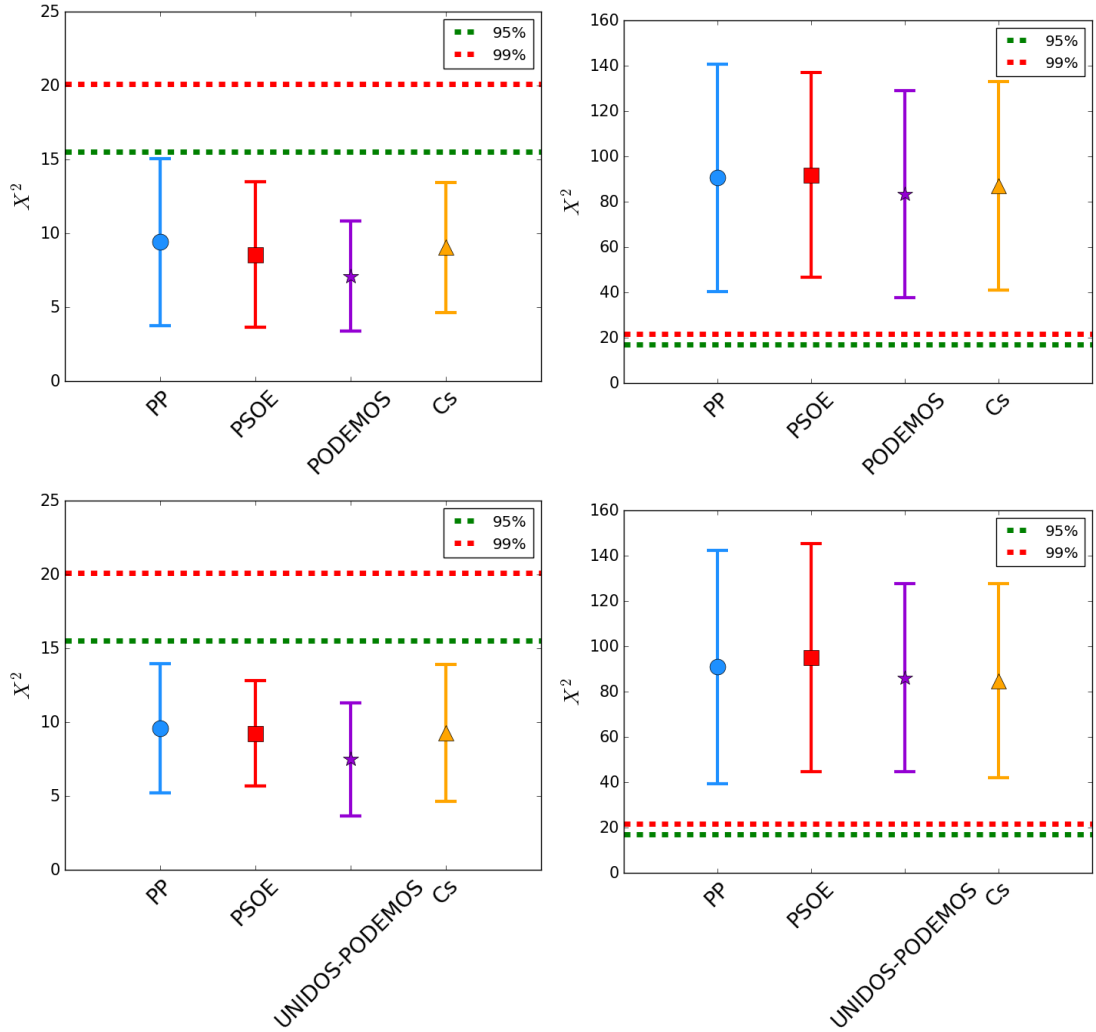 25
20
15
10
5
0
X²
95%
99%
PP
PSOE
PODEMOS
Cs
160
140
120
100
80
60
40
20
0
X²
95%
99%
PP
PSOE
PODEMOS
Cs
25
20
15
10
5
0
X²
95%
99%
PP
PSOE
UNIDOS-PODEMOS
Cs
160
140
120
100
80
60
40
20
0
X²
95%
99%
PP
PSOE
UNIDOS-PODEMOS
Cs